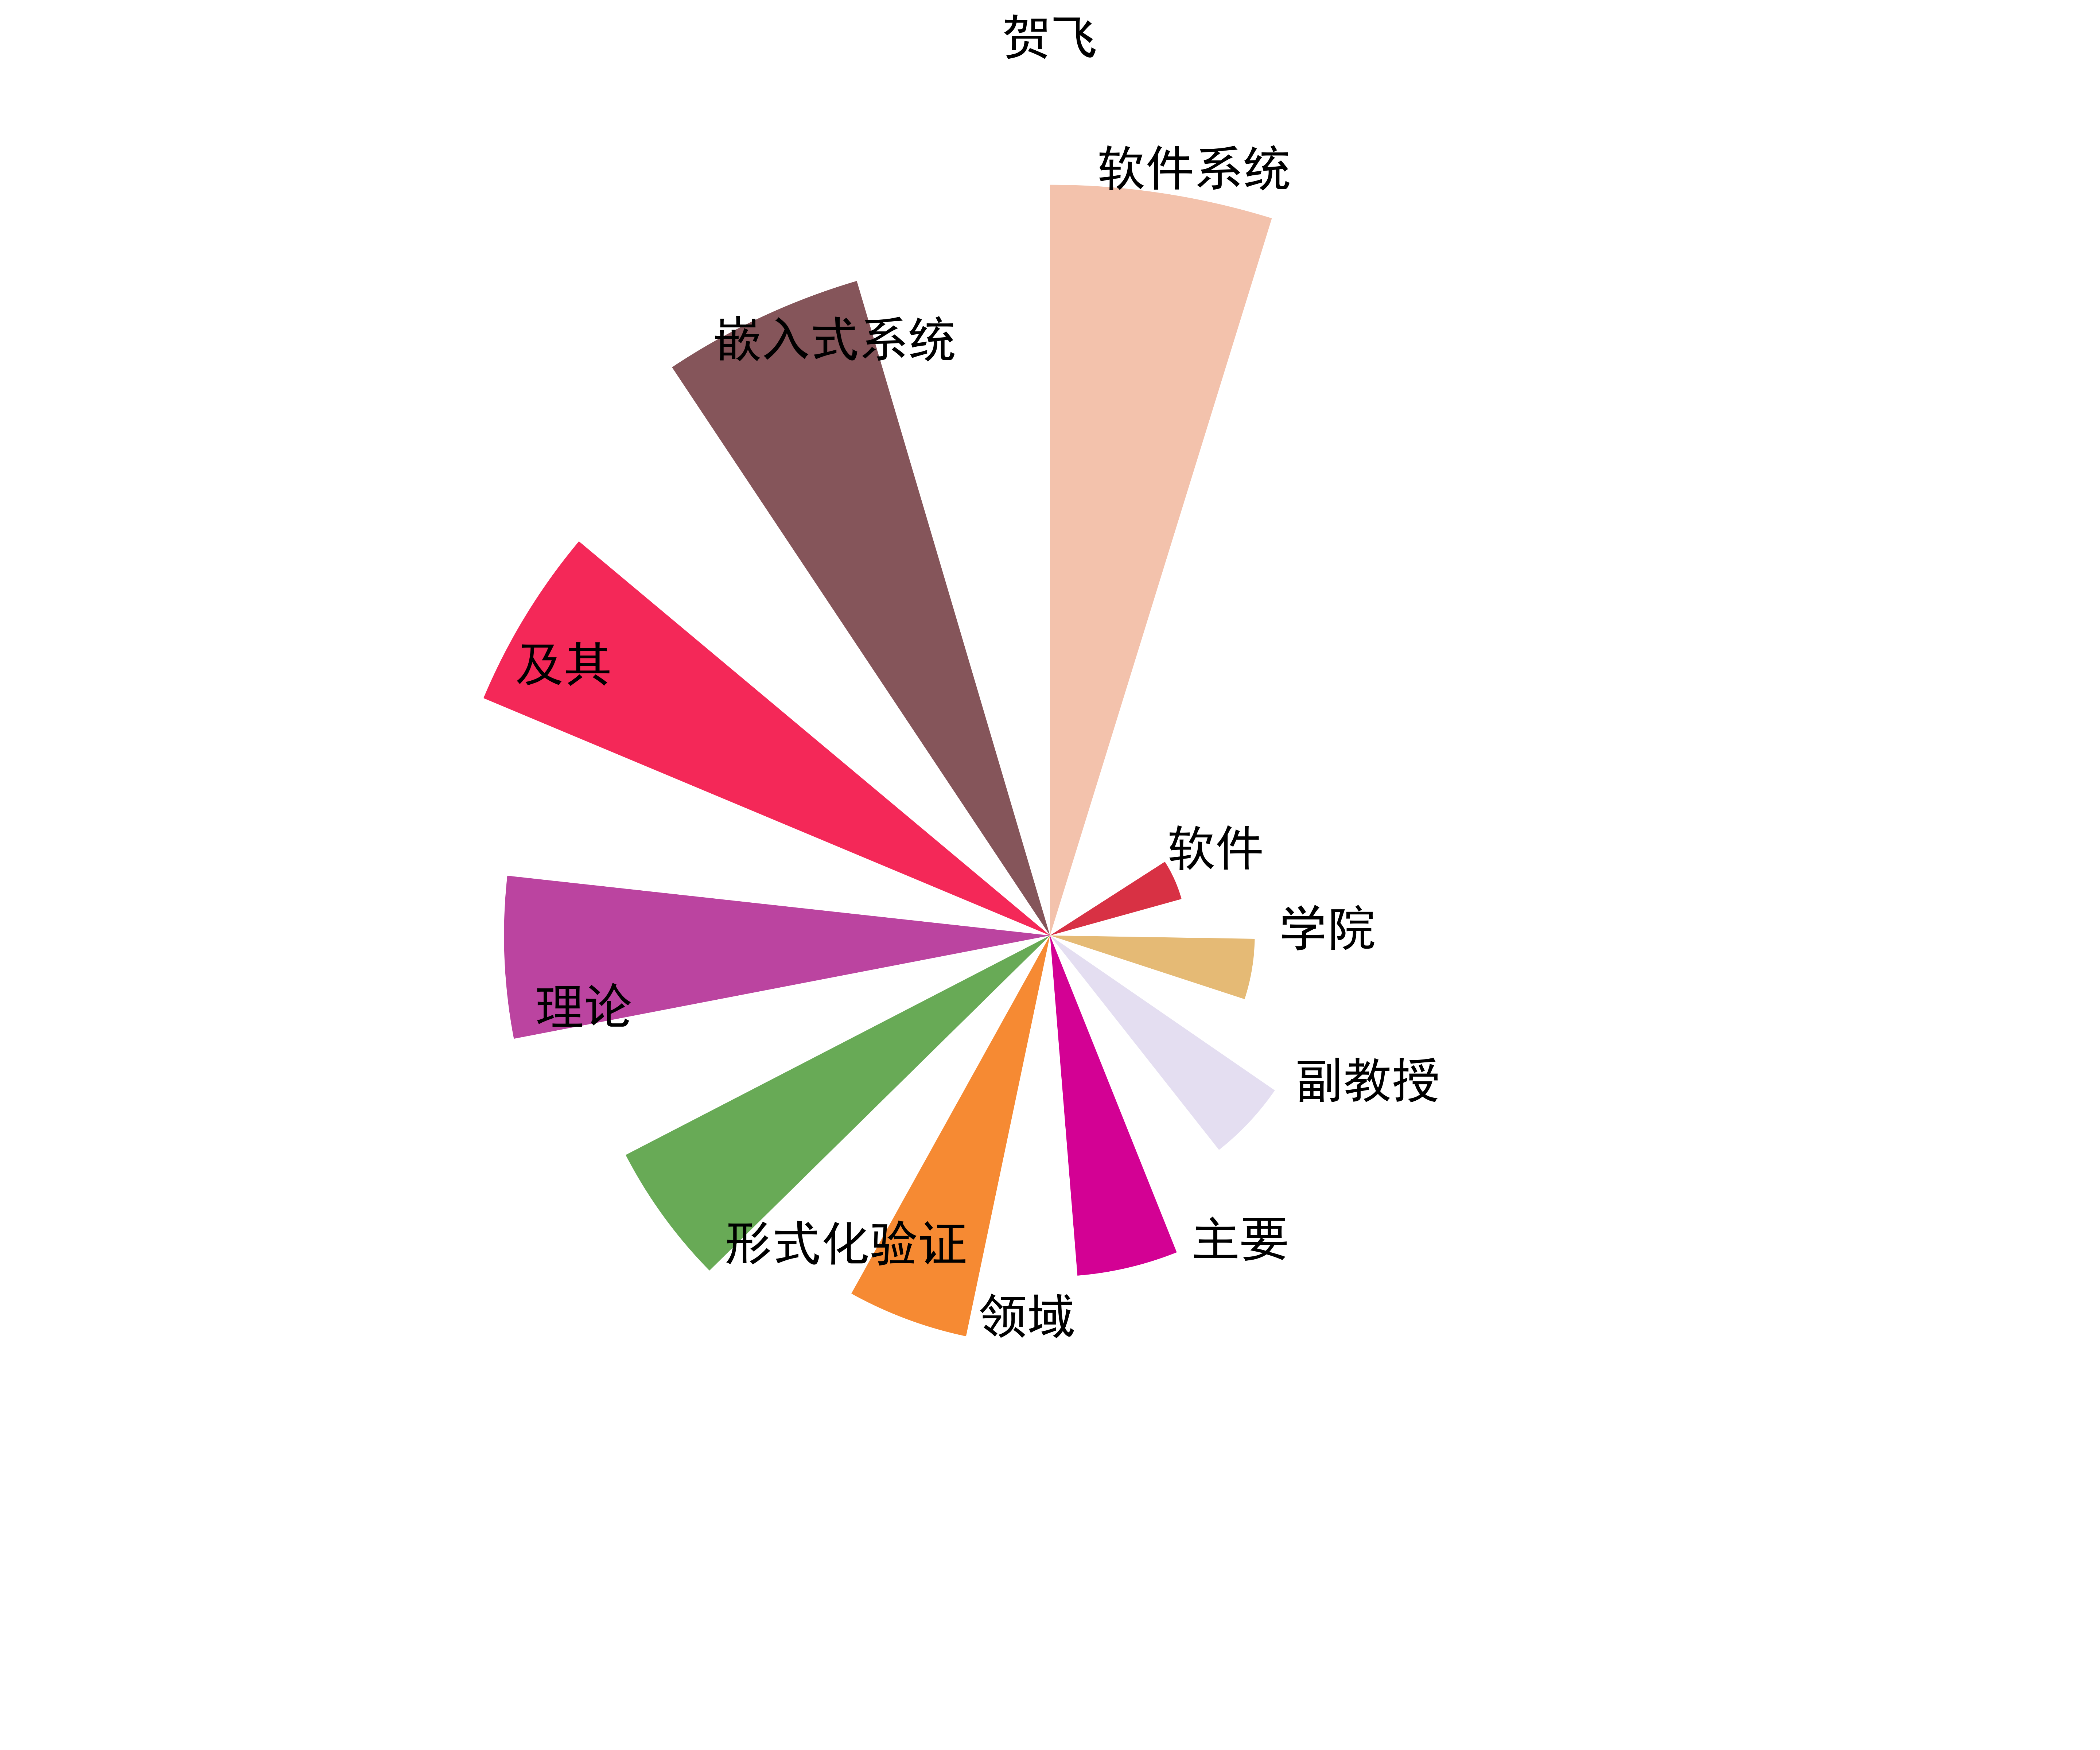 贺飞
软件系统
嵌入式系统
及其
软件
学院
理论
副教授
主要
形式化验证
领域